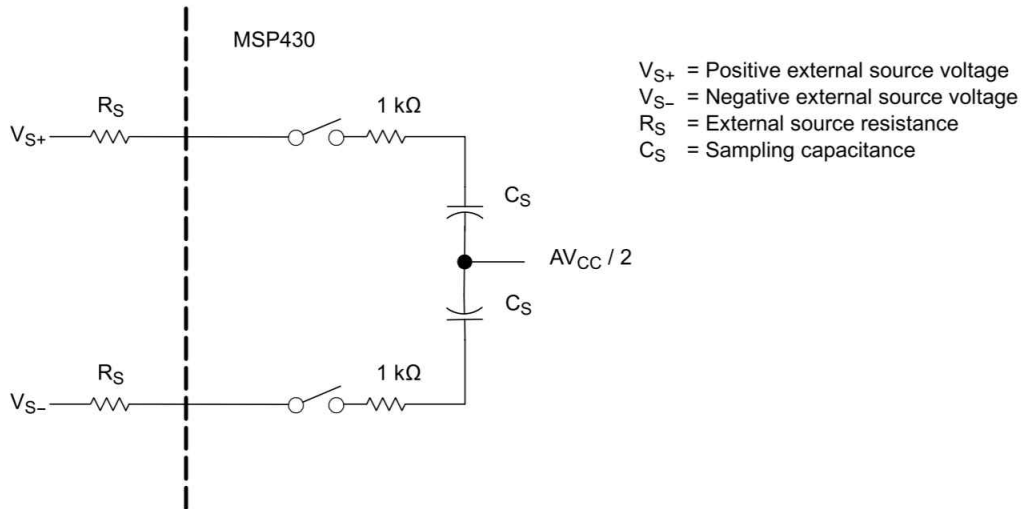 MSP430
R_S
1 kΩ
V_S+
C_S
AV_CC / 2
C_S
R_S
1 kΩ
V_S–
V_S+ = Positive external source voltage
V_S– = Negative external source voltage
R_S = External source resistance
C_S = Sampling capacitance